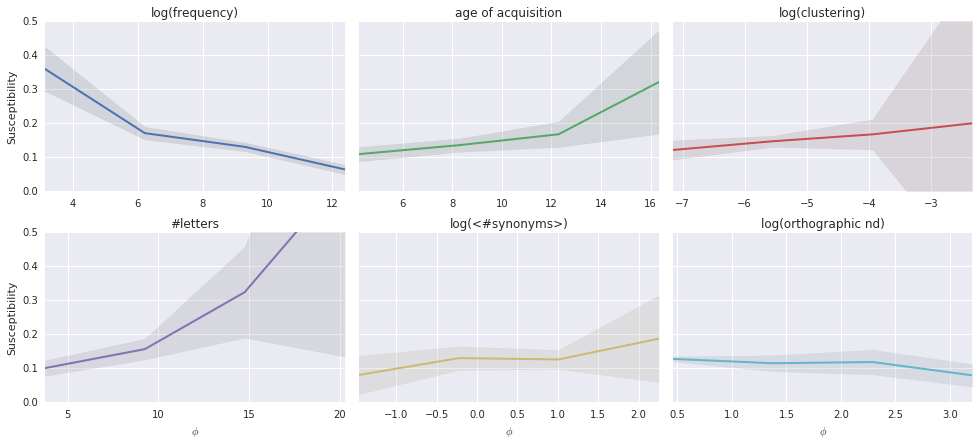 log(frequency) age of acquisition log(clustering)
0.5
0.4
0.3
0.2
0.1
0.0
Susceptibility
4 6 8 10 12 6 8 10 12 14 16 −7 −6 −5 −4 −3
#letters log(<#synonyms>) log(orthographic nd)
0.5
0.4
0.3
0.2
0.1
0.0
Susceptibility
5 10 15 20 −1.0 −0.5 0.0 0.5 1.0 1.5 2.0 0.5 1.0 1.5 2.0 2.5 3.0
ϕ ϕ ϕ